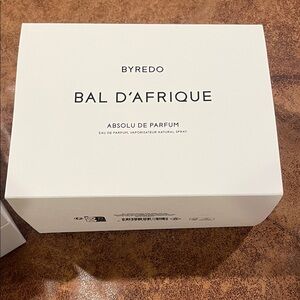 BYREDO
BAL D'AFRIQUE
ABSOLU DE PARFUM
EAU DE PARFUM, VAPORISATEUR NATURAL SPRAY